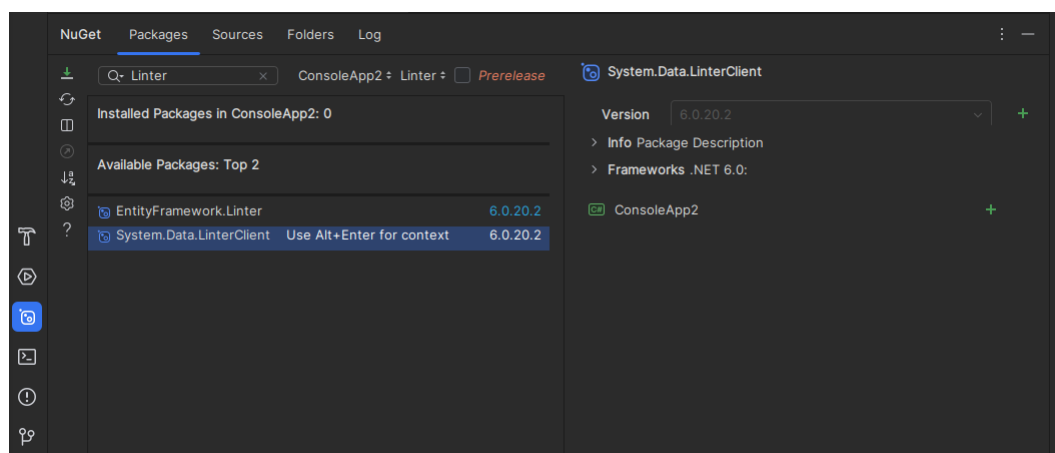 NuGet Packages Sources Folders Log
Linter ConsoleApp2 Linter Prerelease
Installed Packages in ConsoleApp2: 0
Available Packages: Top 2
EntityFramework.Linter 6.0.20.2
System.Data.LinterClient Use Alt+Enter for context 6.0.20.2
System.Data.LinterClient
Version 6.0.20.2
Info Package Description
Frameworks .NET 6.0:
C# ConsoleApp2